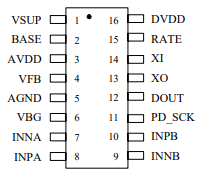 VSUP 1 16 DVDD
BASE 2 15 RATE
AVDD 3 14 XI
VFB 4 13 XO
AGND 5 12 DOUT
VBG 6 11 PD_SCK
INNA 7 10 INPB
INPA 8 9 INNB